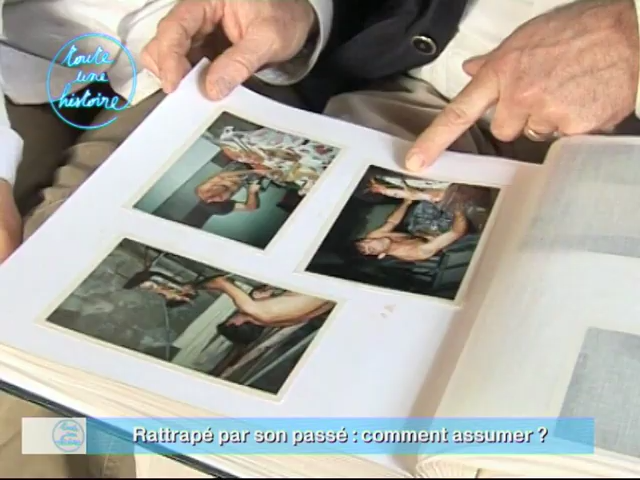 toute
une
histoire
Rattrapé par son passé : comment assumer ?